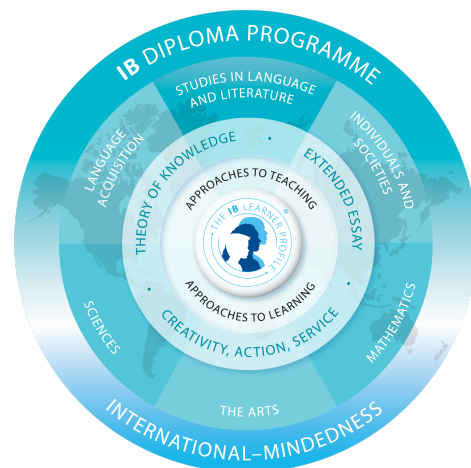 IB DIPLOMA PROGRAMME
STUDIES IN LANGUAGE
AND LITERATURE
LANGUAGE
ACQUISITION
INDIVIDUALS AND
SOCIETIES
THEORY OF KNOWLEDGE
•
EXTENDED ESSAY
•
CREATIVITY, ACTION, SERVICE
•
APPROACHES TO TEACHING
• THE IB LEARNER PROFILE •
®
APPROACHES TO LEARNING
SCIENCES
MATHEMATICS
THE ARTS
INTERNATIONAL–MINDEDNESS